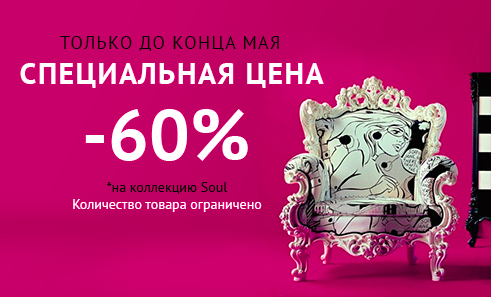 ТОЛЬКО ДО КОНЦА МАЯ
СПЕЦИАЛЬНАЯ ЦЕНА
-60%
*на коллекцию Soul
Количество товара ограничено